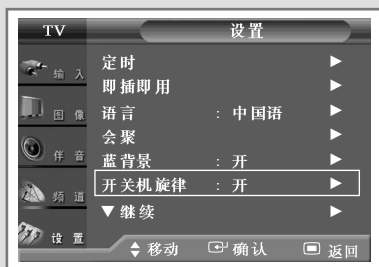 TV
设置
输入
图像
伴音
频道
设置
定时 ▶
即插即用 ▶
语言 : 中国语 ▶
会聚 ▶
蓝背景 : 开 ▶
开关机旋律 : 开 ▶
▼继续 ▶
移动 确认 返回